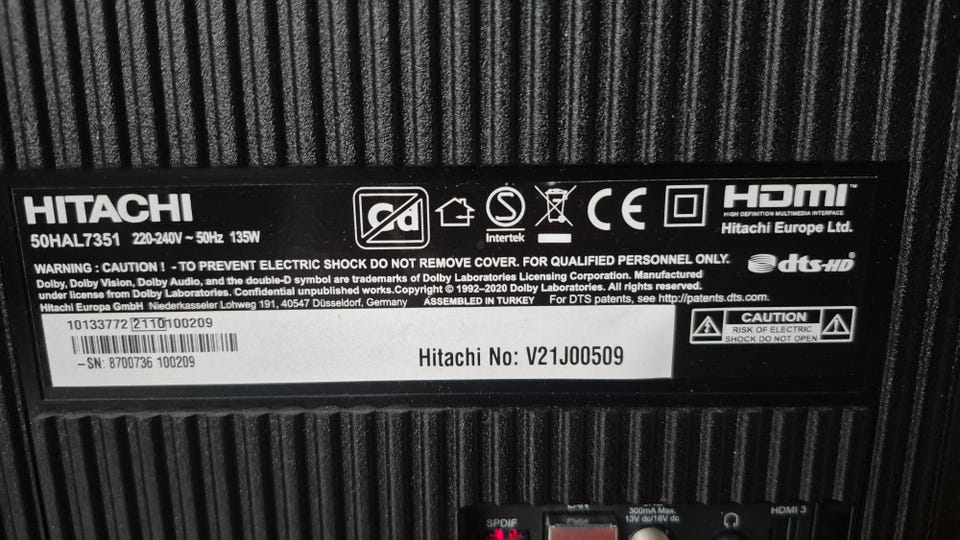 HITACHI
50HAL7351 220-240V ~ 50Hz 135W
Cd
Intertek
CE
HDMI™
HIGH DEFINITION MULTIMEDIA INTERFACE
Hitachi Europe Ltd.
WARNING : CAUTION ! - TO PREVENT ELECTRIC SHOCK DO NOT REMOVE COVER. FOR QUALIFIED PERSONNEL ONLY.
dts-HD
Dolby, Dolby Vision, Dolby Audio, and the double-D symbol are trademarks of Dolby Laboratories Licensing Corporation. Manufactured
under license from Dolby Laboratories. Confidential unpublished works.Copyright © 1992–2020 Dolby Laboratories. All rights reserved.
Hitachi Europa GmbH Niederkasseler Lohweg 191, 40547 Düsseldorf, Germany ASSEMBLED IN TURKEY For DTS patents, see http://patents.dts.com.
10133772 2110 100209
–SN: 8700736 100209
Hitachi No: V21J00509
CAUTION
RISK OF ELECTRIC
SHOCK DO NOT OPEN
SPDIF
300mA Max.
13V dc/18V dc
HDMI 3